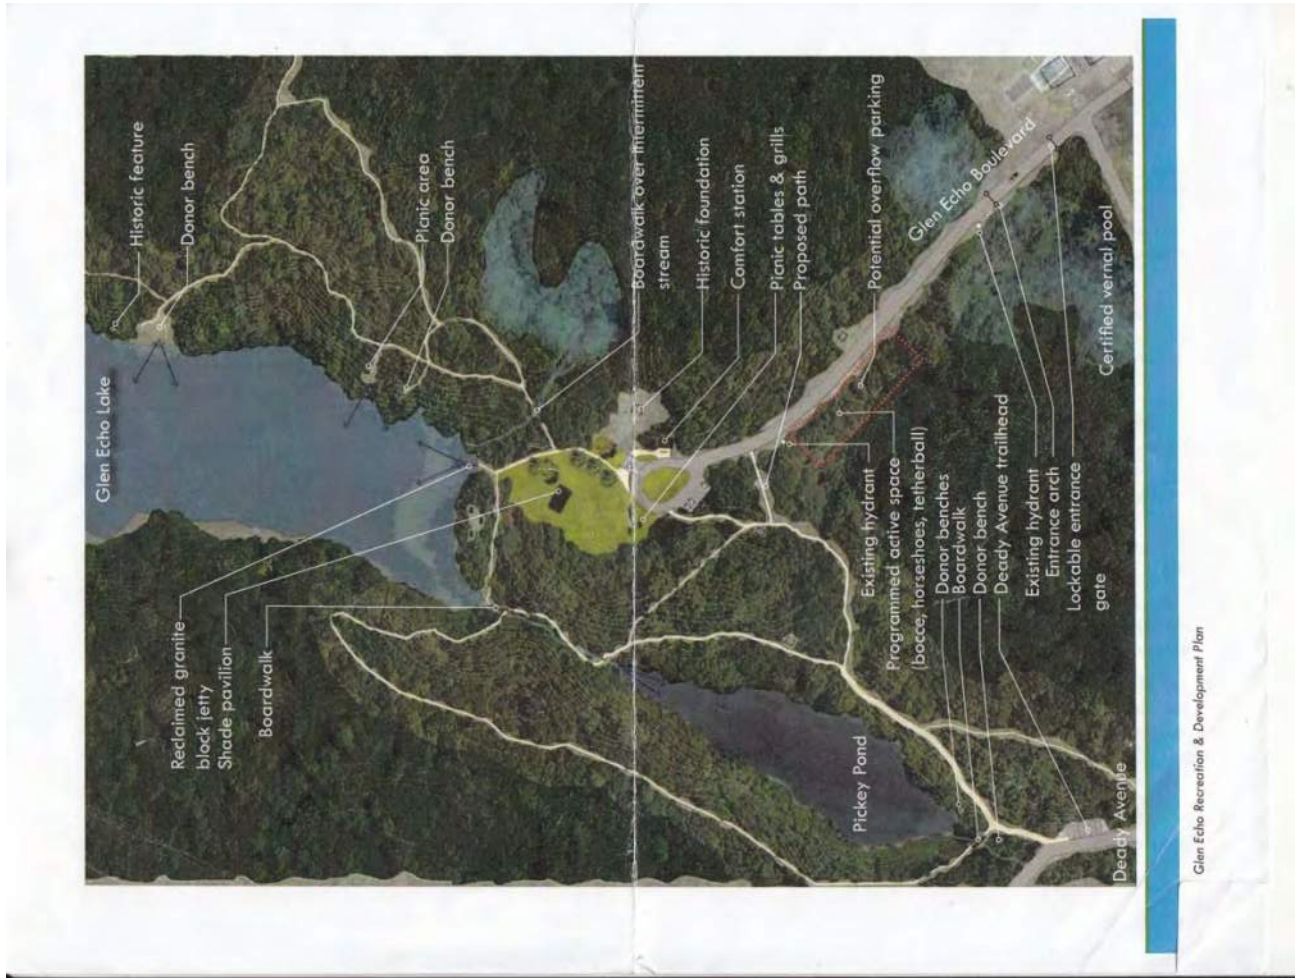 Glen Echo Lake
Historic feature
Donor bench
Picnic area
Donor bench
Boardwalk over intermittent
stream
Historic foundation
Comfort station
Picnic tables & grills
Proposed path
Potential overflow parking
Glen Echo Boulevard
Certified vernal pool
Reclaimed granite
block jetty
Shade pavilion
Boardwalk
Existing hydrant
Programmed active space
(bocce, horseshoes, tetherball)
Donor benches
Boardwalk
Donor bench
Deady Avenue trailhead
Existing hydrant
Entrance arch
Lockable entrance
gate
Pickey Pond
Deady Avenue
Glen Echo Recreation & Development Plan